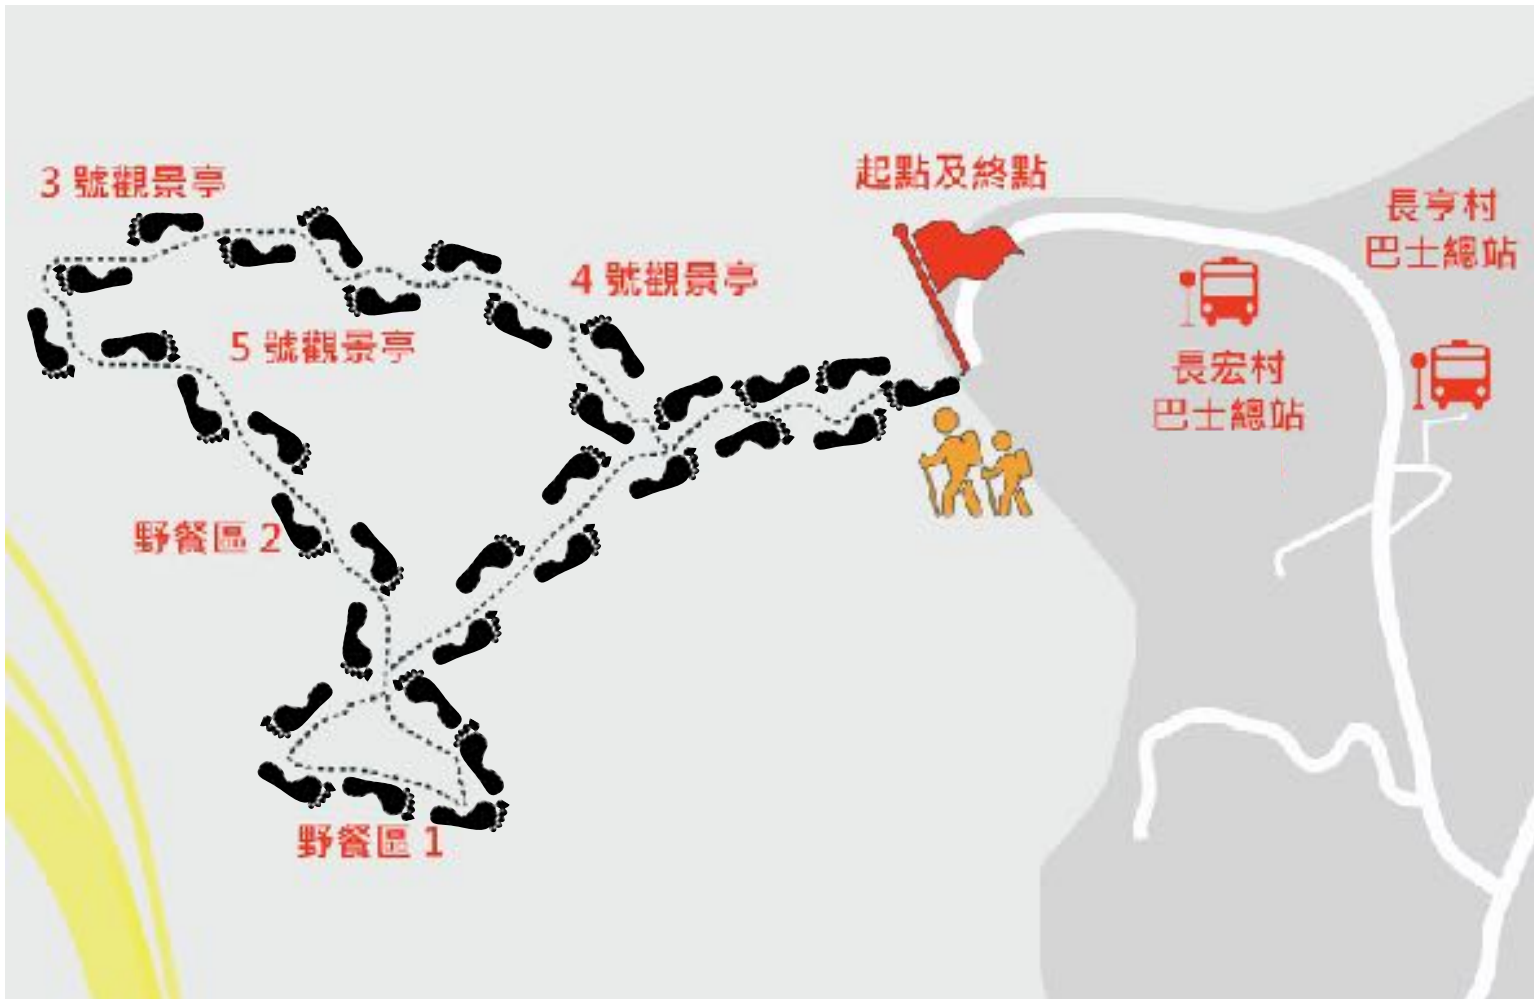 起點及終點
3 號觀景亭
長亨村
巴士總站
4 號觀景亭
5 號觀景亭
長宏村
巴士總站
野餐區 2
野餐區 1